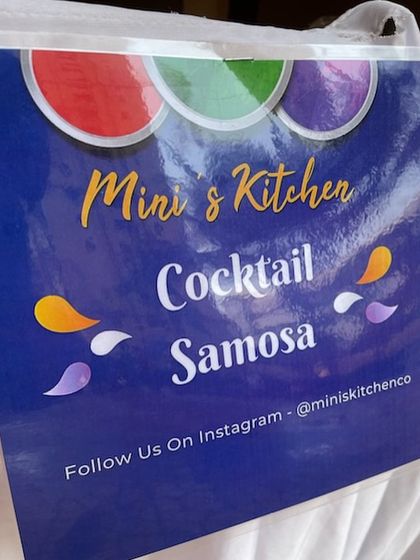 Mini's Kitchen
Cocktail
Samosa
Follow Us On Instagram - @miniskitchenco